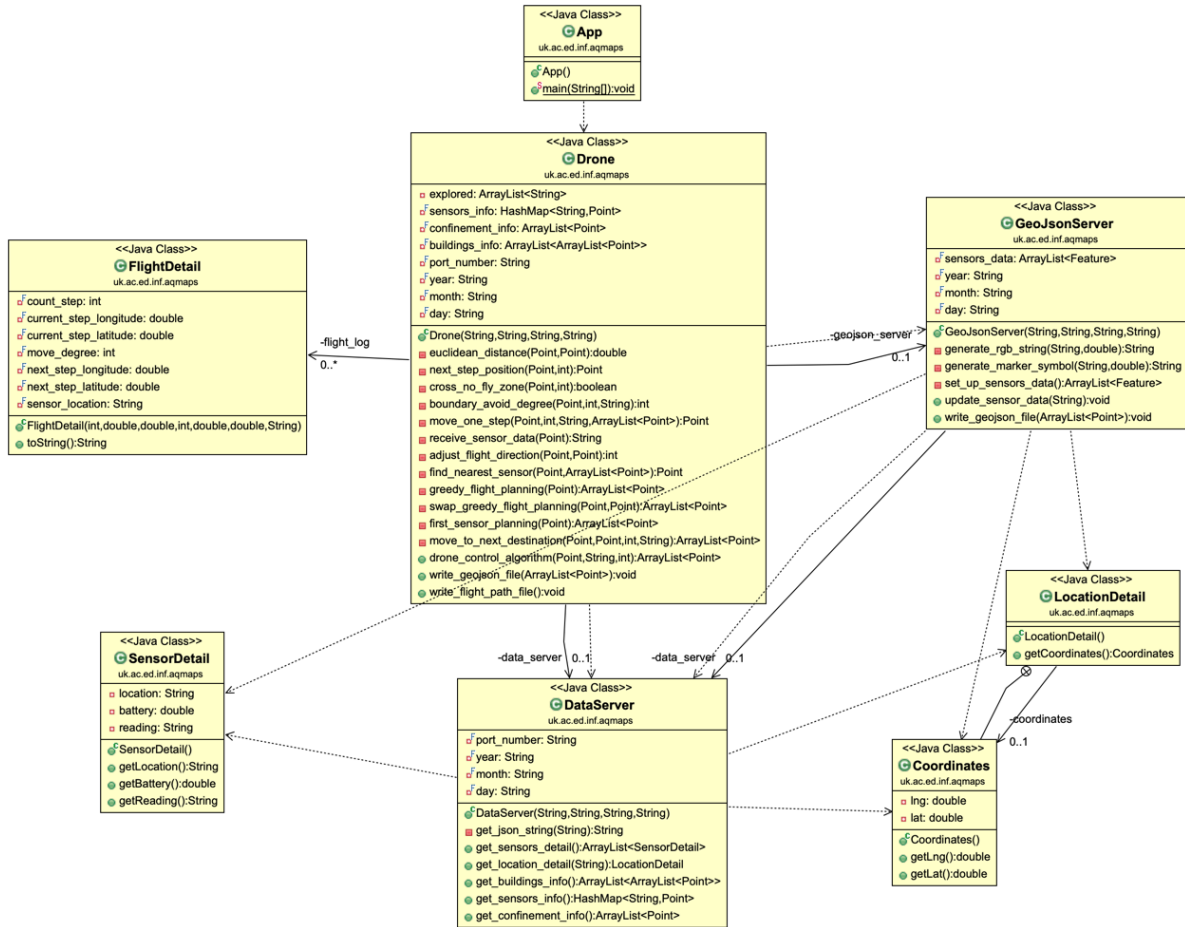 <<Java Class>>
App
uk.ac.ed.inf.aqmaps
App()
main(String[]):void
<<Java Class>>
Drone
uk.ac.ed.inf.aqmaps
explored: ArrayList<String>
sensors_info: HashMap<String,Point>
confinement_info: ArrayList<Point>
buildings_info: ArrayList<ArrayList<Point>>
port_number: String
year: String
month: String
day: String
Drone(String,String,String,String)
euclidean_distance(Point,Point):double
next_step_position(Point,int):Point
cross_no_fly_zone(Point,int):boolean
boundary_avoid_degree(Point,int,String):int
move_one_step(Point,int,String,ArrayList<Point>):Point
receive_sensor_data(Point):String
adjust_flight_direction(Point,Point):int
find_nearest_sensor(Point,ArrayList<Point>):Point
greedy_flight_planning(Point):ArrayList<Point>
swap_greedy_flight_planning(Point,Point):ArrayList<Point>
first_sensor_planning(Point):ArrayList<Point>
move_to_next_destination(Point,Point,int,String):ArrayList<Point>
drone_control_algorithm(Point,String,int):ArrayList<Point>
write_geojson_file(ArrayList<Point>):void
write_flight_path_file():void
<<Java Class>>
GeoJsonServer
uk.ac.ed.inf.aqmaps
sensors_data: ArrayList<Feature>
year: String
month: String
day: String
GeoJsonServer(String,String,String,String)
generate_rgb_string(String,double):String
generate_marker_symbol(String,double):String
set_up_sensors_data():ArrayList<Feature>
update_sensor_data(String):void
write_geojson_file(ArrayList<Point>):void
<<Java Class>>
FlightDetail
uk.ac.ed.inf.aqmaps
count_step: int
current_step_longitude: double
current_step_latitude: double
move_degree: int
next_step_longitude: double
next_step_latitude: double
sensor_location: String
FlightDetail(int,double,double,int,double,double,String)
toString():String
-flight_log
0..*
-geojson_server
0..1
<<Java Class>>
LocationDetail
uk.ac.ed.inf.aqmaps
LocationDetail()
getCoordinates():Coordinates
<<Java Class>>
SensorDetail
uk.ac.ed.inf.aqmaps
location: String
battery: double
reading: String
SensorDetail()
getLocation():String
getBattery():double
getReading():String
-data_server
0..1
-data_server
0..1
<<Java Class>>
DataServer
uk.ac.ed.inf.aqmaps
port_number: String
year: String
month: String
day: String
DataServer(String,String,String,String)
get_json_string(String):String
get_sensors_detail():ArrayList<SensorDetail>
get_location_detail(String):LocationDetail
get_buildings_info():ArrayList<ArrayList<Point>>
get_sensors_info():HashMap<String,Point>
get_confinement_info():ArrayList<Point>
-coordinates
0..1
<<Java Class>>
Coordinates
uk.ac.ed.inf.aqmaps
lng: double
lat: double
Coordinates()
getLng():double
getLat():double